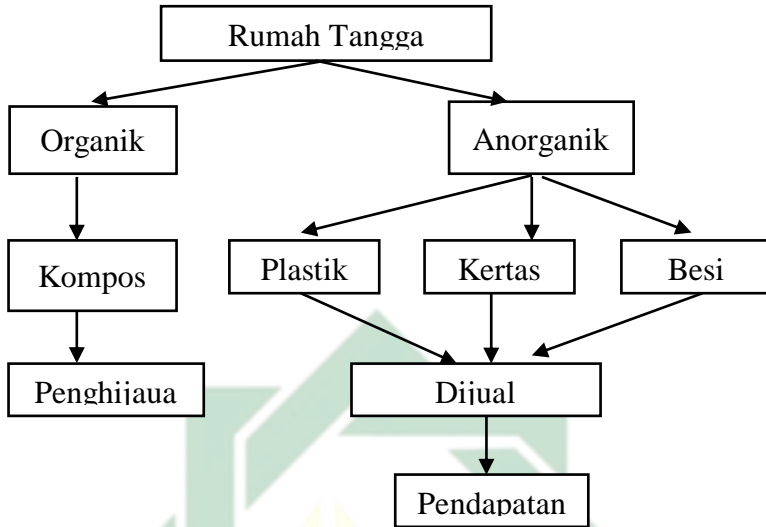 Rumah Tangga
Organik
Anorganik
Kompos
Plastik
Kertas
Besi
Penghijaua
Dijual
Pendapatan